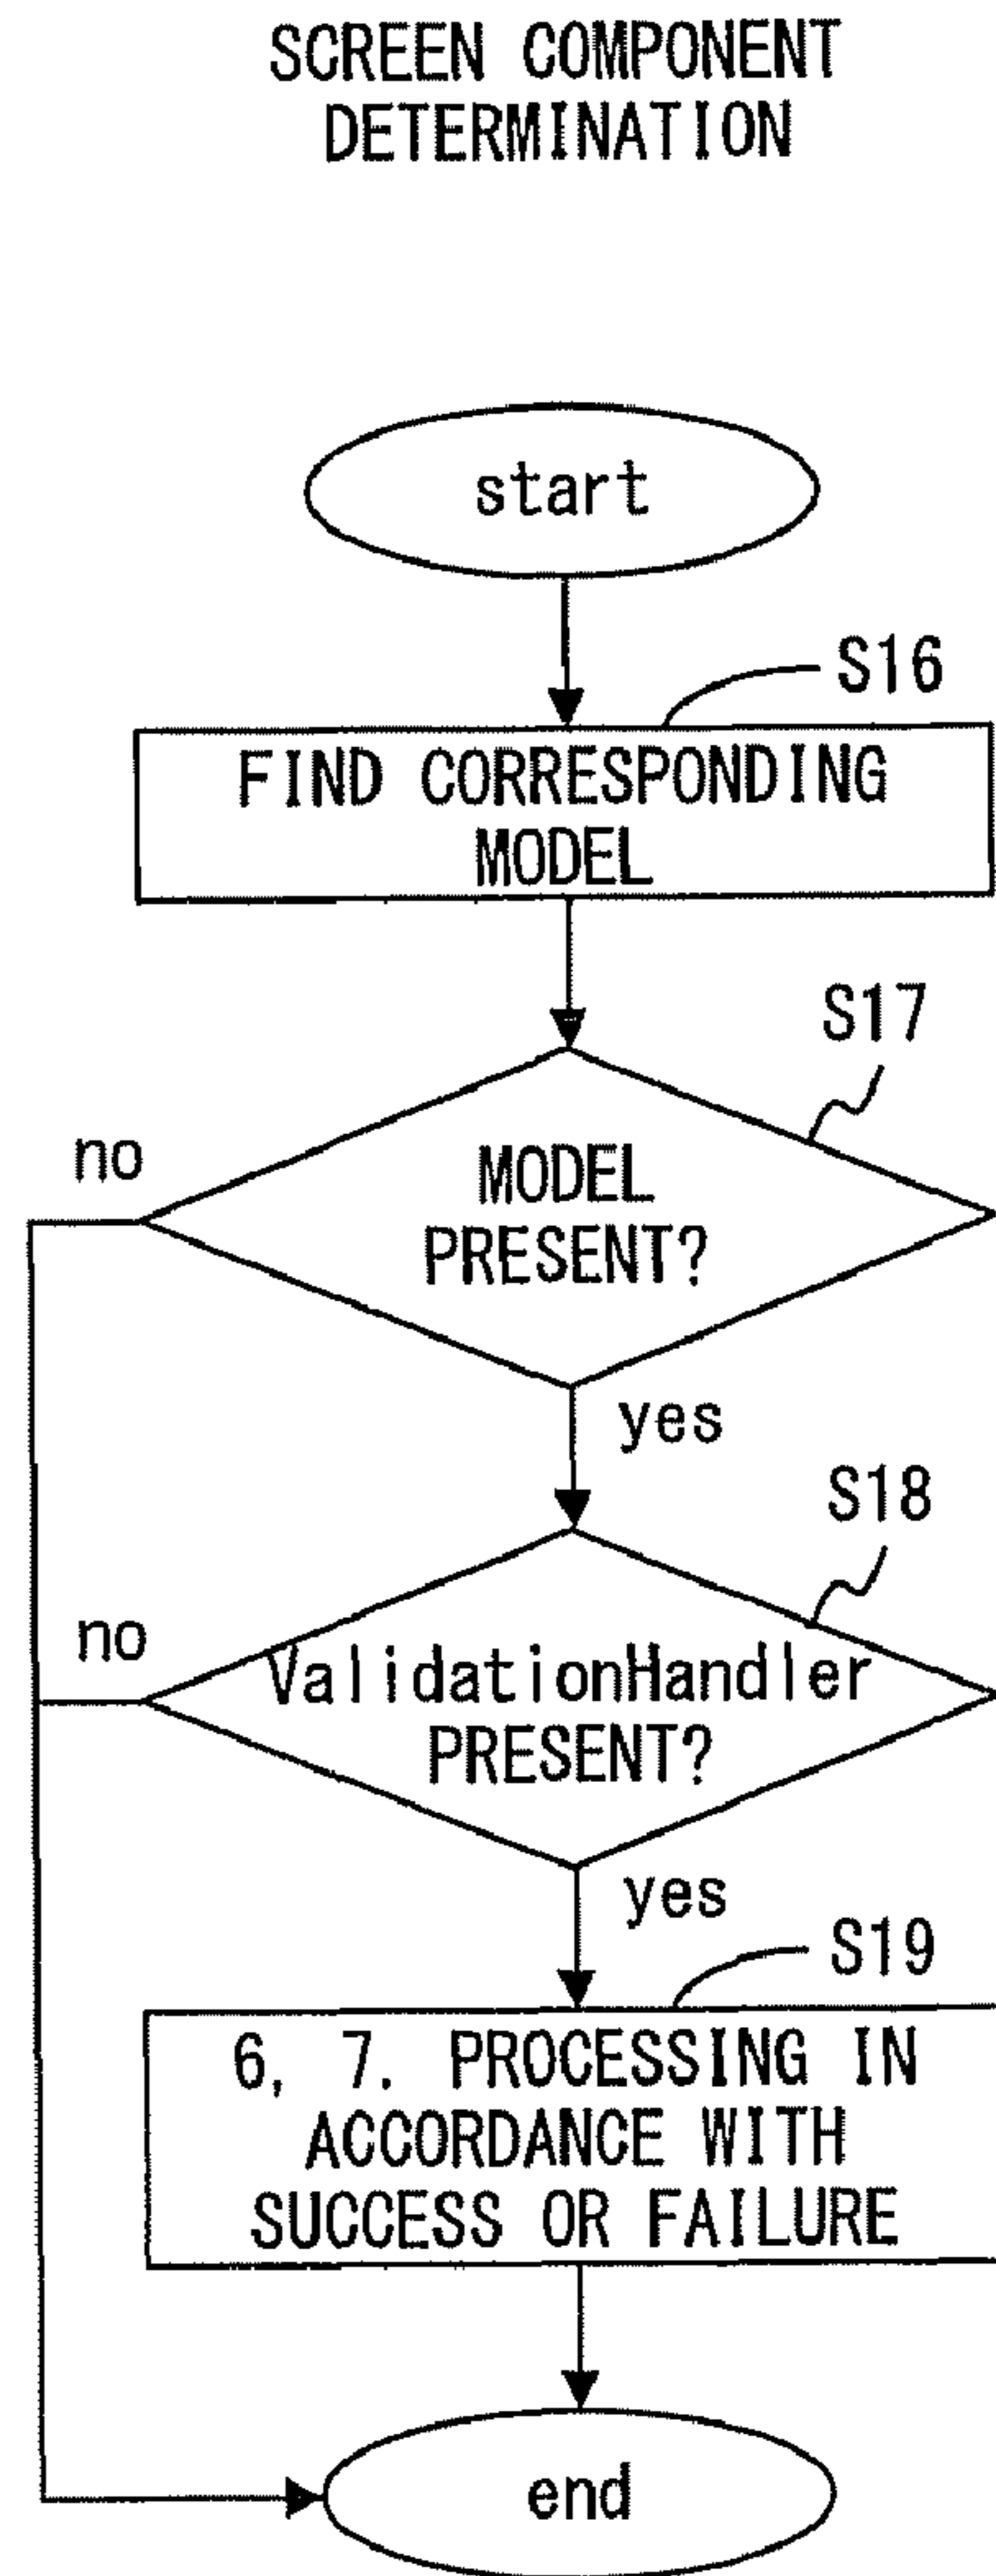 SCREEN COMPONENT
DETERMINATION
start
S16
FIND CORRESPONDING
MODEL
S17
no
MODEL
PRESENT?
yes
S18
no
ValidationHandler
PRESENT?
yes
S19
6, 7. PROCESSING IN
ACCORDANCE WITH
SUCCESS OR FAILURE
end